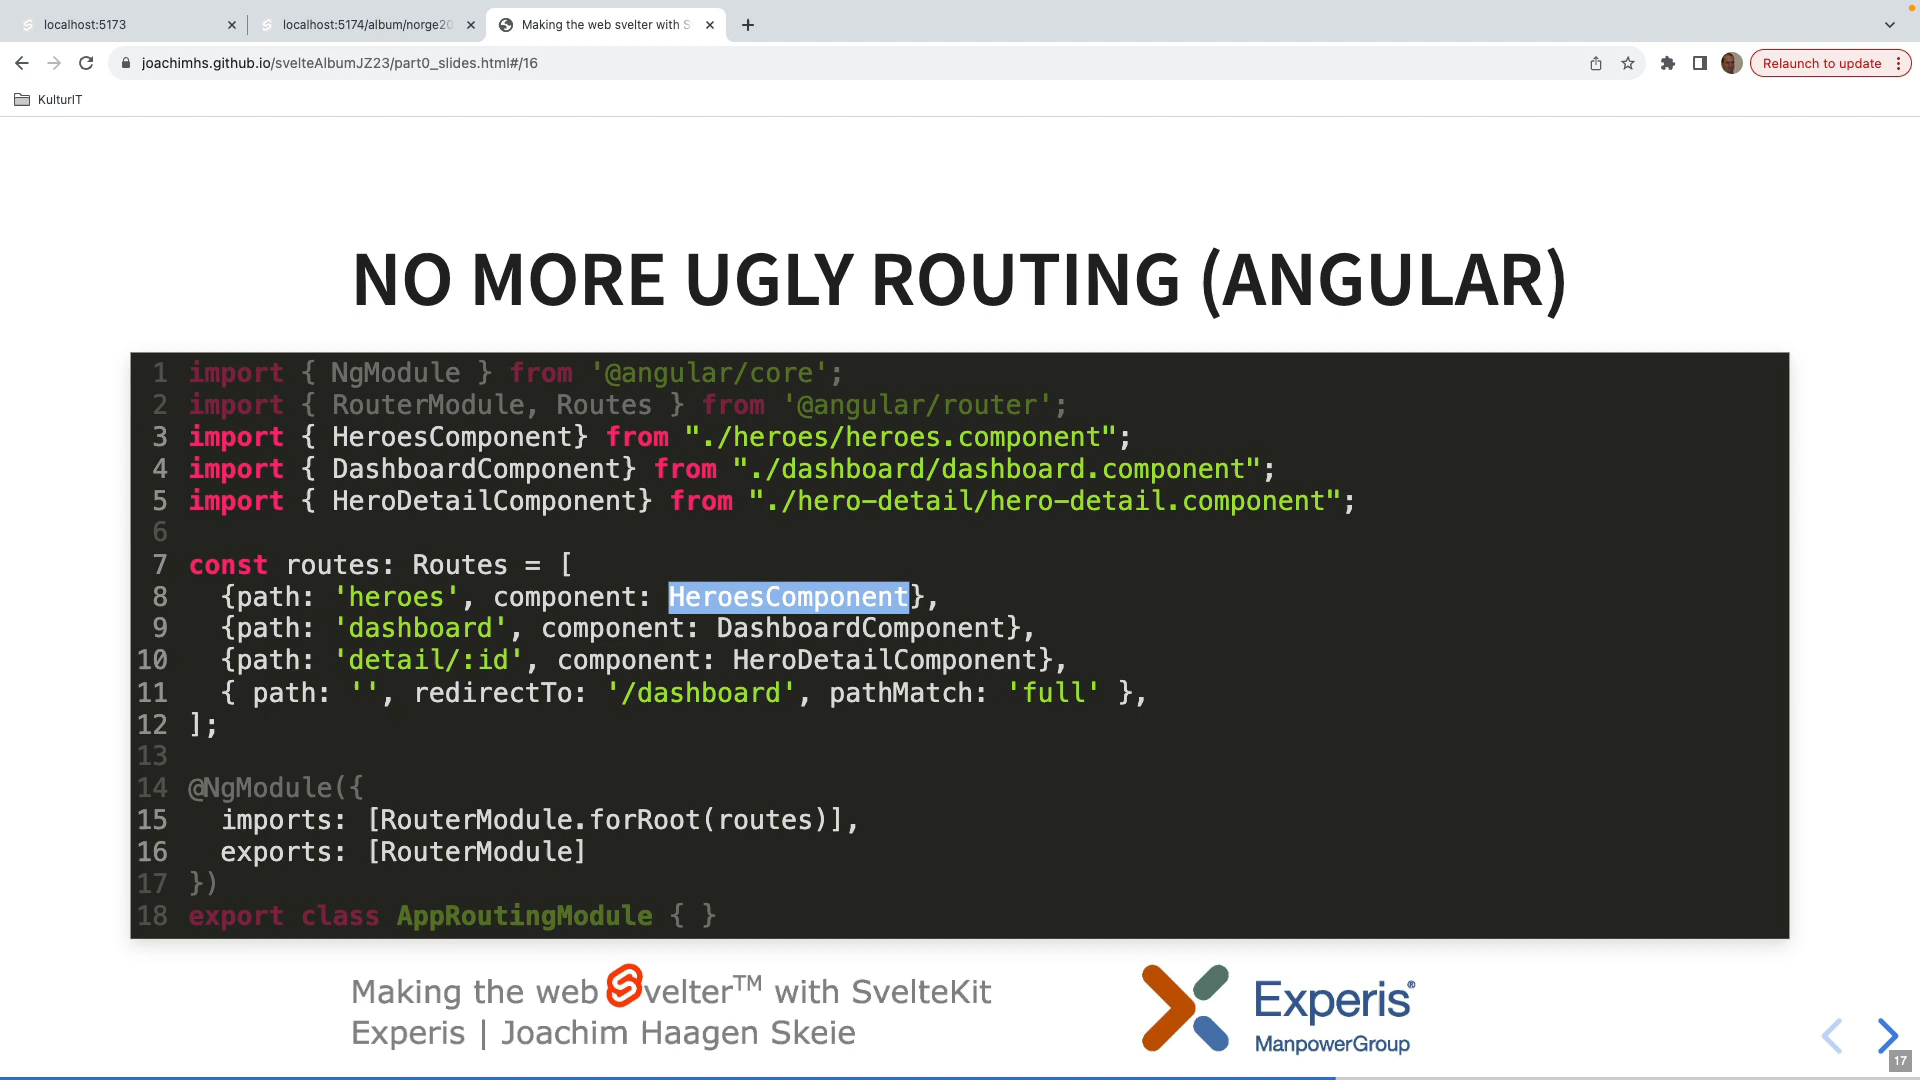 localhost:5173
localhost:5174/album/norge20
Making the web svelter with S
joachimhs.github.io/svelteAlbumJZ23/part0_slides.html#/16
Relaunch to update
KulturIT
NO MORE UGLY ROUTING (ANGULAR)
1 import { NgModule } from '@angular/core';
2 import { RouterModule, Routes } from '@angular/router';
3 import { HeroesComponent} from "./heroes/heroes.component";
4 import { DashboardComponent} from "./dashboard/dashboard.component";
5 import { HeroDetailComponent} from "./hero-detail/hero-detail.component";
6
7 const routes: Routes = [
8   {path: 'heroes', component: HeroesComponent},
9   {path: 'dashboard', component: DashboardComponent},
10   {path: 'detail/:id', component: HeroDetailComponent},
11   { path: '', redirectTo: '/dashboard', pathMatch: 'full' },
12 ];
13
14 @NgModule({
15   imports: [RouterModule.forRoot(routes)],
16   exports: [RouterModule]
17 })
18 export class AppRoutingModule { }
Making the web Svelter™ with SvelteKit
Experis | Joachim Haagen Skeie
Experis®
ManpowerGroup
17